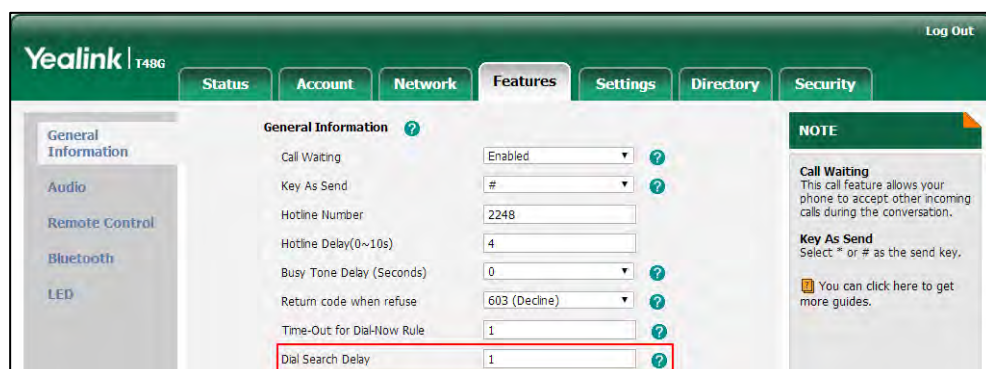 Log Out
Yealink | T48G
Status Account Network Features Settings Directory Security
General
Information
Audio
Remote Control
Bluetooth
LED
General Information ?
Call Waiting Enabled ?
Key As Send # ?
Hotline Number 2248
Hotline Delay(0~10s) 4
Busy Tone Delay (Seconds) 0 ?
Return code when refuse 603 (Decline) ?
Time-Out for Dial-Now Rule 1 ?
Dial Search Delay 1 ?
NOTE
Call Waiting
This call feature allows your
phone to accept other incoming
calls during the conversation.
Key As Send
Select * or # as the send key.
You can click here to get
more guides.